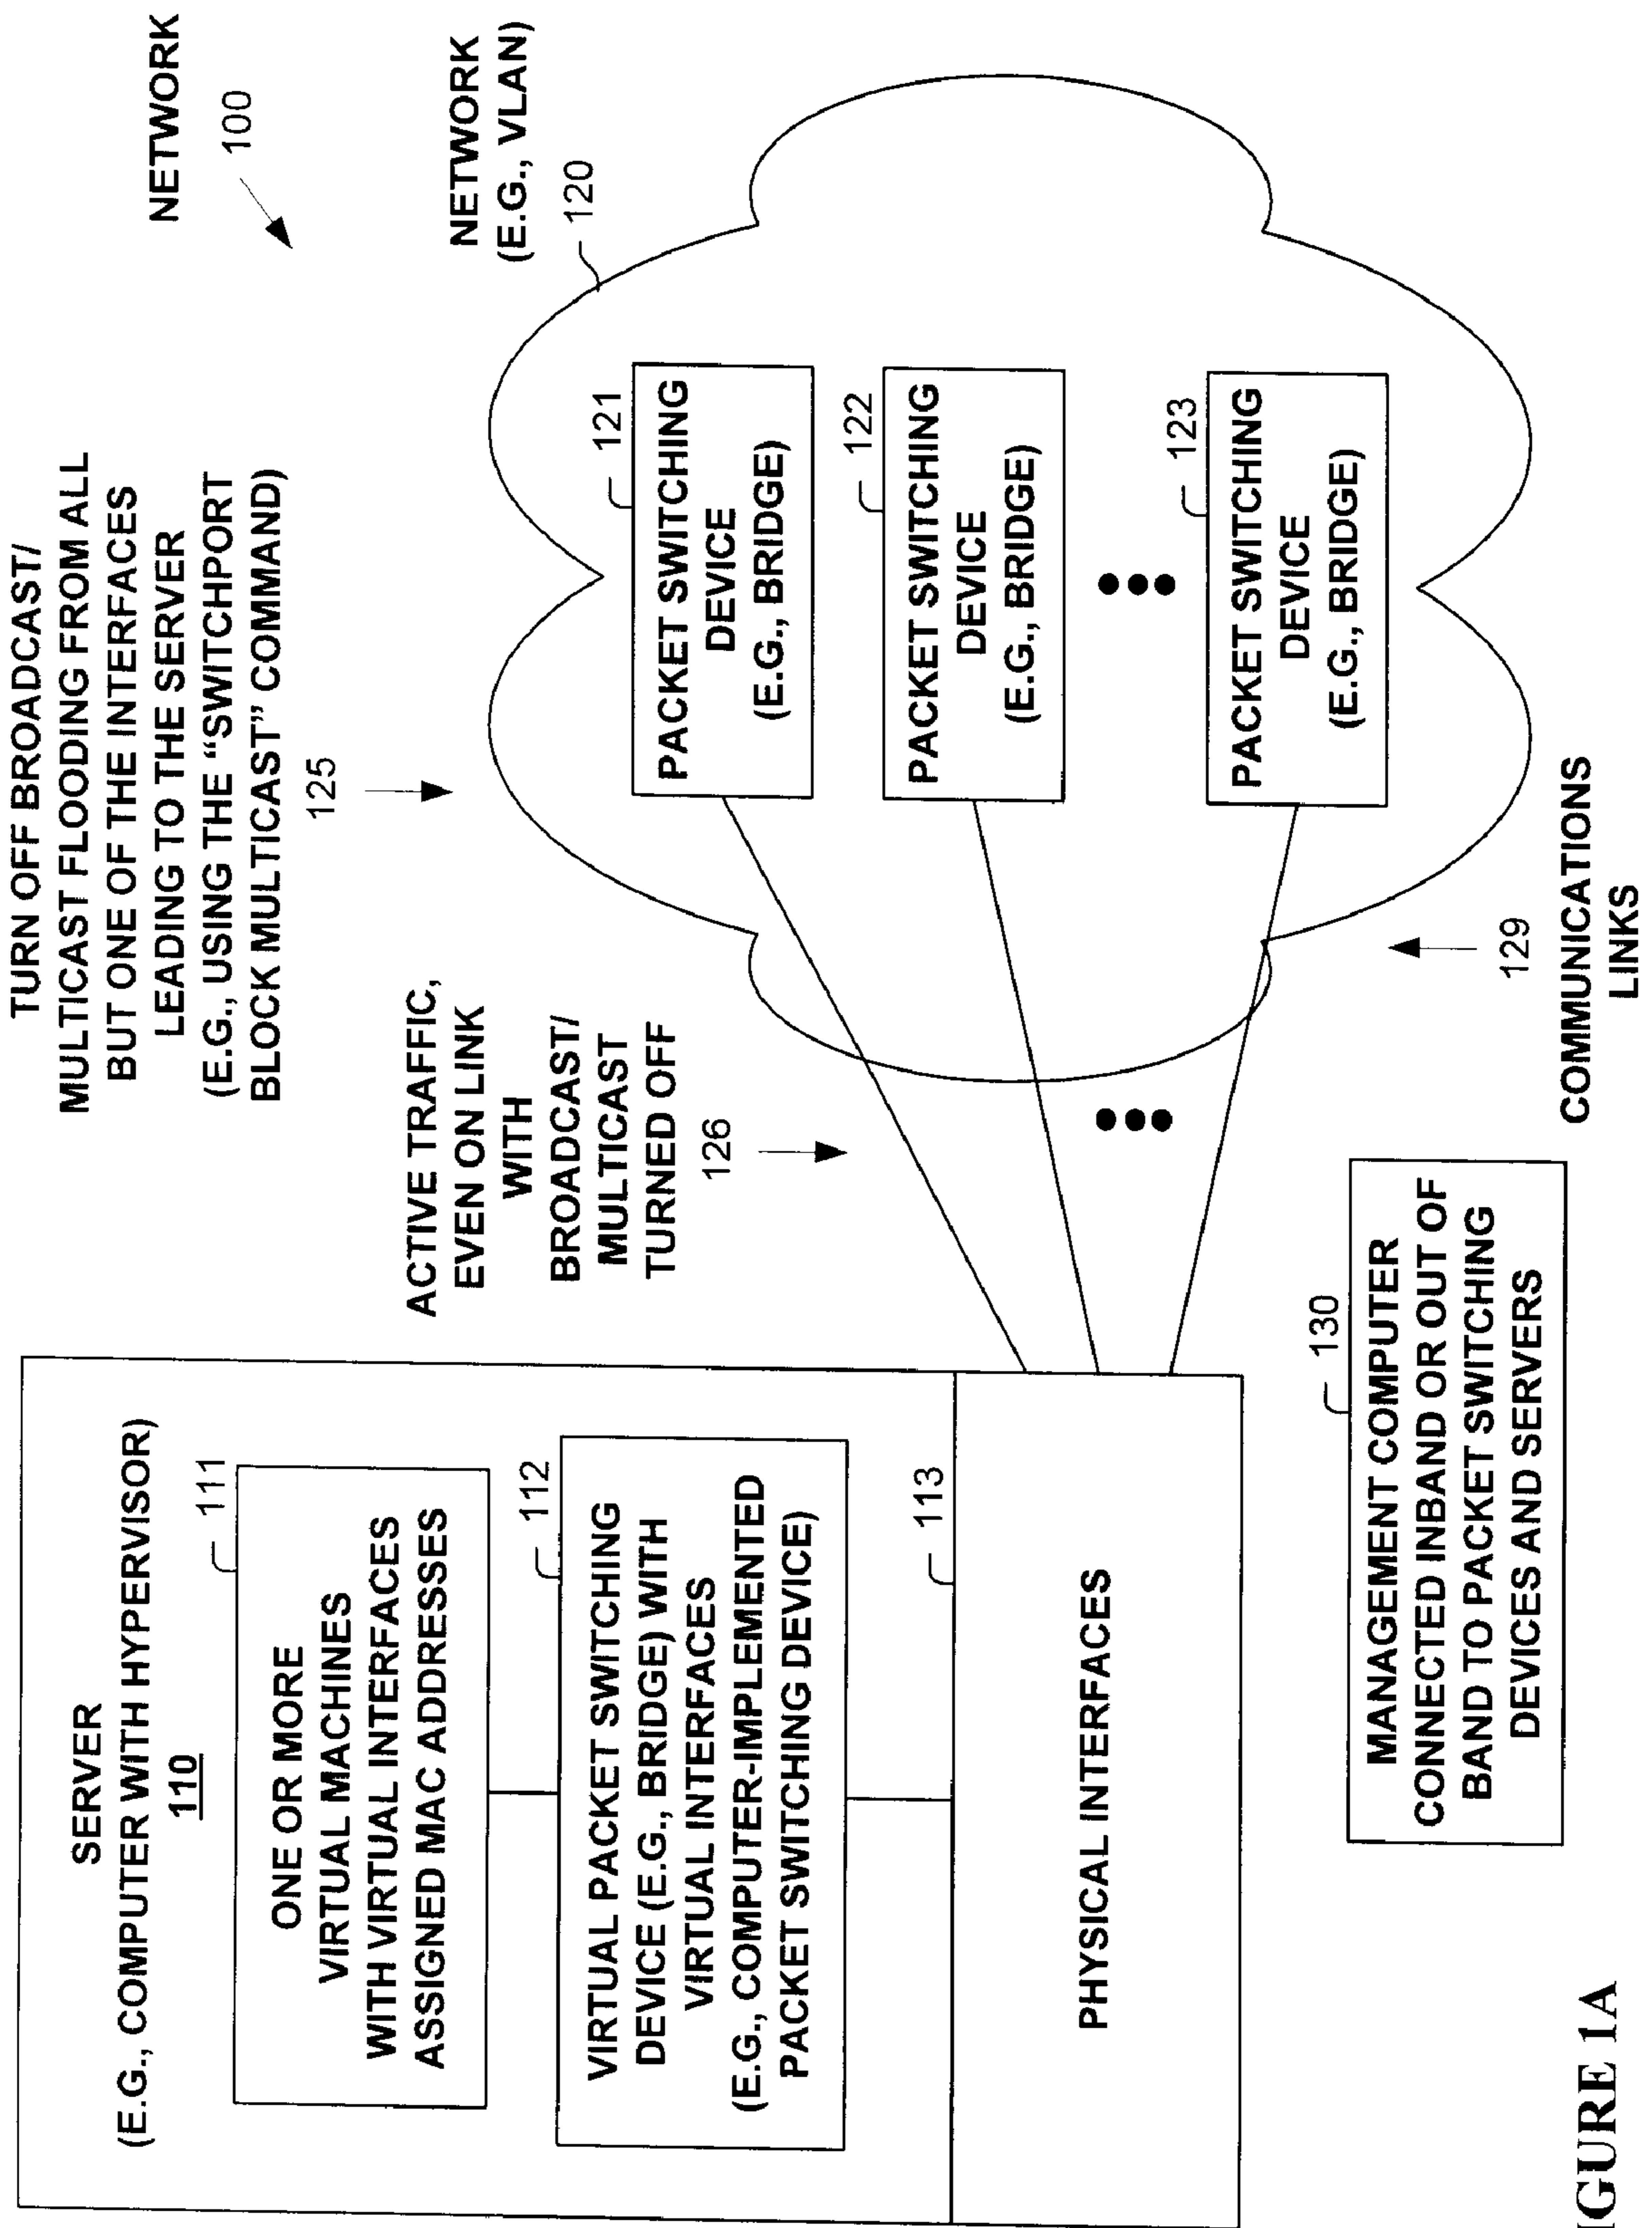 TURN OFF BROADCAST/
MULTICAST FLOODING FROM ALL
BUT ONE OF THE INTERFACES
LEADING TO THE SERVER
(E.G., USING THE “SWITCHPORT
BLOCK MULTICAST” COMMAND)
125
NETWORK
100
SERVER
(E.G., COMPUTER WITH HYPERVISOR)
110
111
ONE OR MORE
VIRTUAL MACHINES
WITH VIRTUAL INTERFACES
ASSIGNED MAC ADDRESSES
112
VIRTUAL PACKET SWITCHING
DEVICE (E.G., BRIDGE) WITH
VIRTUAL INTERFACES
(E.G., COMPUTER-IMPLEMENTED
PACKET SWITCHING DEVICE)
113
PHYSICAL INTERFACES
ACTIVE TRAFFIC,
EVEN ON LINK
WITH
BROADCAST/
MULTICAST
TURNED OFF
126
NETWORK
(E.G., VLAN)
120
121
PACKET SWITCHING
DEVICE
(E.G., BRIDGE)
122
PACKET SWITCHING
DEVICE
(E.G., BRIDGE)
123
PACKET SWITCHING
DEVICE
(E.G., BRIDGE)
130
MANAGEMENT COMPUTER
CONNECTED INBAND OR OUT OF
BAND TO PACKET SWITCHING
DEVICES AND SERVERS
129
COMMUNICATIONS
LINKS
IGURE 1A